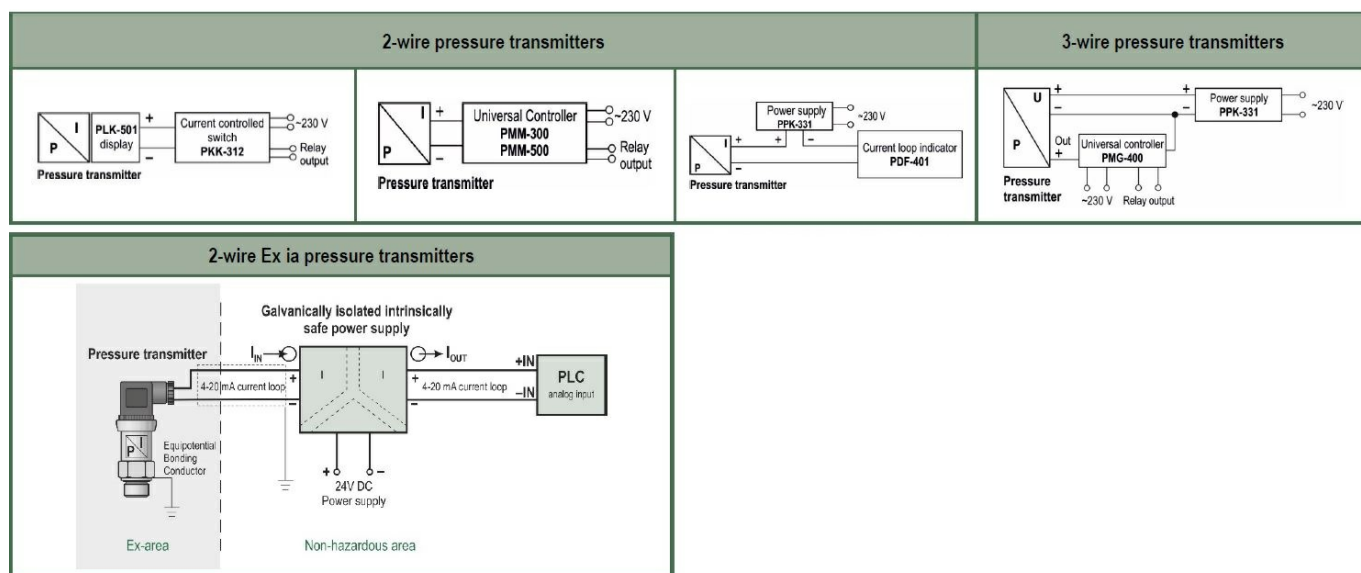 2-wire pressure transmitters
3-wire pressure transmitters
I
P
PLK-501
display
+
–
Current controlled
switch
PKK-312
~230 V
Relay
output
Pressure transmitter
I
P
+
–
Universal Controller
PMM-300
PMM-500
~230 V
Relay
output
Pressure transmitter
Power supply
PPK-331
~230 V
I
P
+
–
+
–
Current loop indicator
PDF-401
Pressure transmitter
U
P
+
–
+
–
Power supply
PPK-331
~230 V
Out
+
Universal controller
PMG-400
Pressure
transmitter
~230 V
Relay output
2-wire Ex ia pressure transmitters
Galvanically isolated intrinsically
safe power supply
Pressure transmitter
IIN
IOUT
+IN
4-20 mA current loop
+
–
I
I
+
–
4-20 mA current loop
–IN
PLC
analog input
I
P
Equipotential
Bonding
Conductor
+
–
24V DC
Power supply
Ex-area
Non-hazardous area